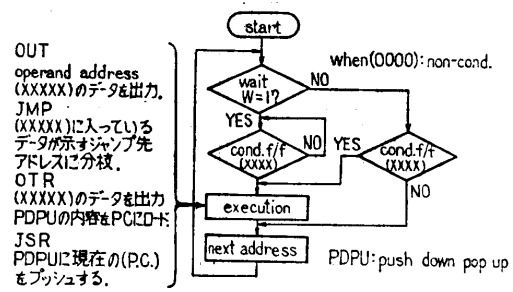 OUT
operand address
(XXXXX)のデータを出力.
JMP
(XXXXX)に入っている
データが示すジャンプ先
アドレスに分枝.
OTR
(XXXXX)のデータを出力
PDPUの内容をPCにロード.
JSR
PDPUに現在の(P.C.)
をプッシュする.
start
when(0000): non-cond.
wait
W=1?
NO
YES
cond.f/f
(XXXX)
NO
YES
cond.f/f
(XXXX)
NO
execution
next address
PDPU: push down pop up